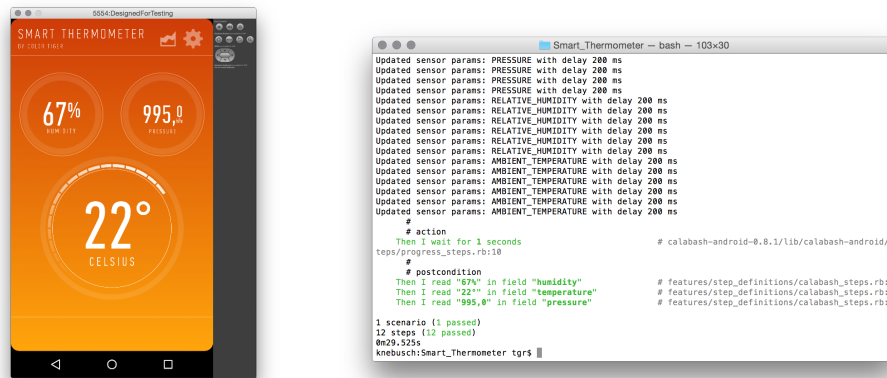 5554:DesignedForTesting
SMART THERMOMETER
BY COLOR TIGER
67%
HUMIDITY
995,0
PRESSURE
22°
CELSIUS
Smart_Thermometer — bash — 103×30
Updated sensor params: PRESSURE with delay 200 ms
Updated sensor params: PRESSURE with delay 200 ms
Updated sensor params: PRESSURE with delay 200 ms
Updated sensor params: PRESSURE with delay 200 ms
Updated sensor params: RELATIVE_HUMIDITY with delay 200 ms
Updated sensor params: RELATIVE_HUMIDITY with delay 200 ms
Updated sensor params: RELATIVE_HUMIDITY with delay 200 ms
Updated sensor params: RELATIVE_HUMIDITY with delay 200 ms
Updated sensor params: RELATIVE_HUMIDITY with delay 200 ms
Updated sensor params: RELATIVE_HUMIDITY with delay 200 ms
Updated sensor params: AMBIENT_TEMPERATURE with delay 200 ms
Updated sensor params: AMBIENT_TEMPERATURE with delay 200 ms
Updated sensor params: AMBIENT_TEMPERATURE with delay 200 ms
Updated sensor params: AMBIENT_TEMPERATURE with delay 200 ms
Updated sensor params: AMBIENT_TEMPERATURE with delay 200 ms
Updated sensor params: AMBIENT_TEMPERATURE with delay 200 ms
#
# action
Then I wait for 1 seconds # calabash-android-0.8.1/lib/calabash-android/
teps/progress_steps.rb:10
#
# postcondition
Then I read "67%" in field "humidity" # features/step_definitions/calabash_steps.rb:
Then I read "22°" in field "temperature" # features/step_definitions/calabash_steps.rb:
Then I read "995,0" in field "pressure" # features/step_definitions/calabash_steps.rb:
1 scenario (1 passed)
12 steps (12 passed)
0m29.525s
knebusch:Smart_Thermometer tgr$